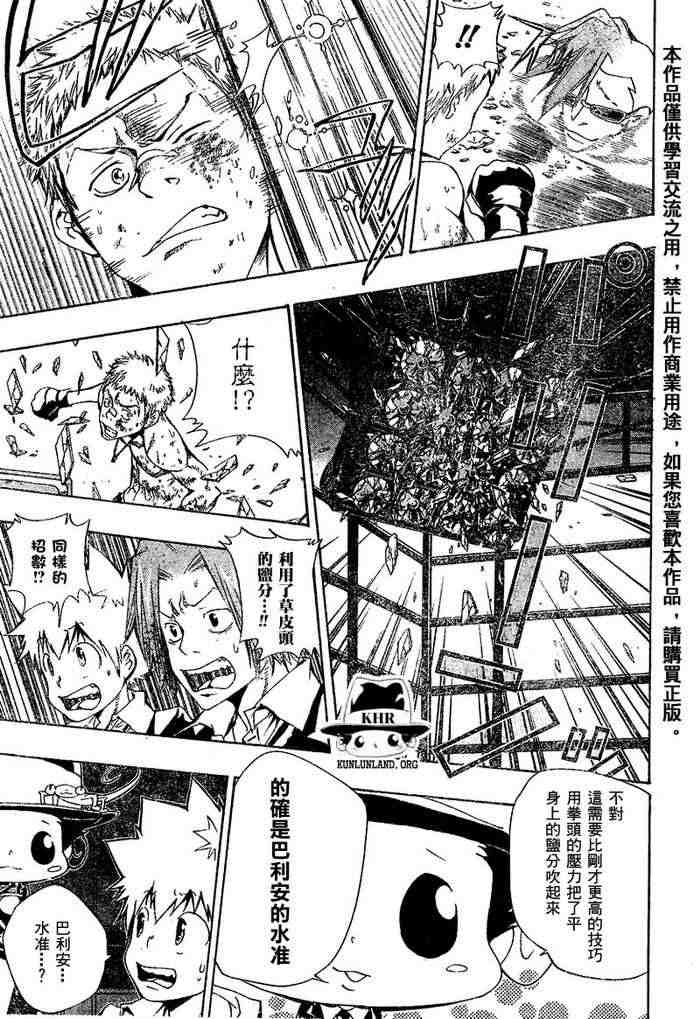 本作品僅供學習交流之用，禁止用作商業用途，如果您喜歡本作品，請購買正版。
!!
什麼!?
利用了草皮頭
的鹽分…!!
同樣的
招數!?
KHR
KUNLUNLAND.ORG
不對
這需要比剛才更高的技巧
用拳頭的壓力把了平
身上的鹽分吹起來
的確是巴利安的水准
巴利安…
水准…?